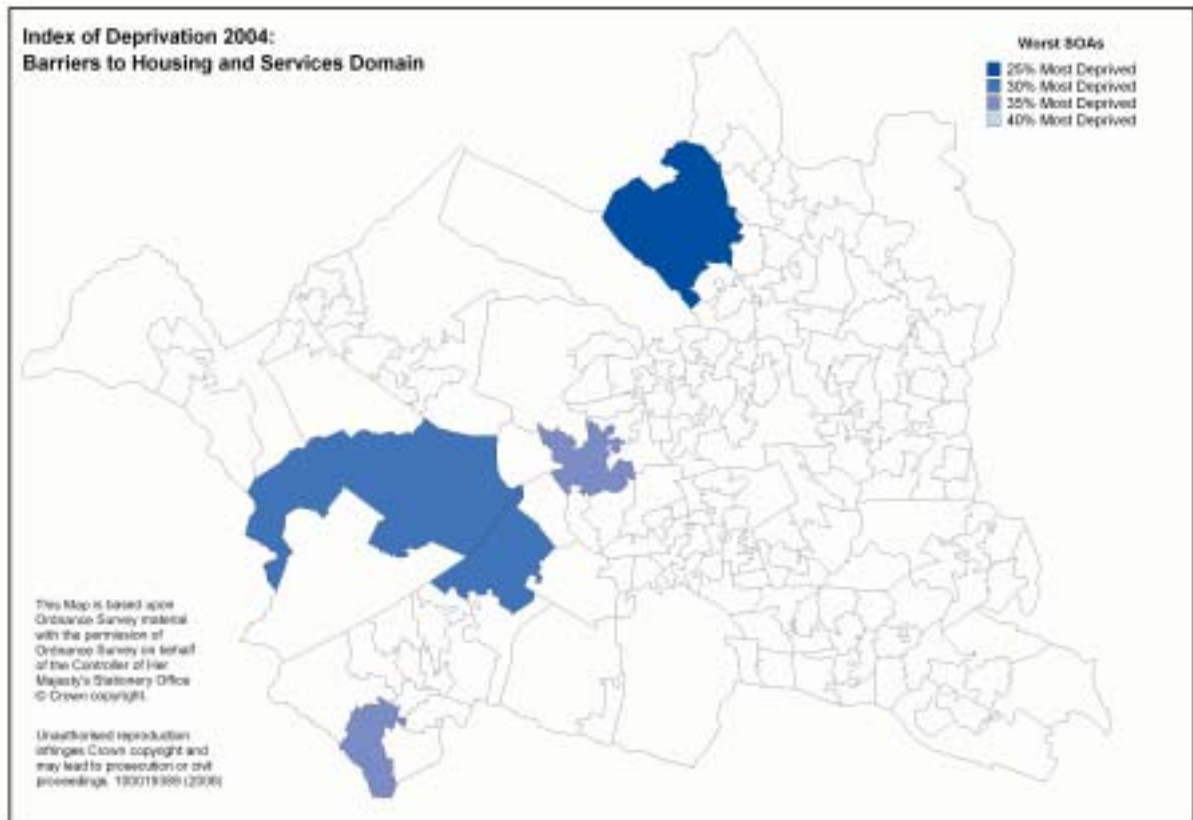 Index of Deprivation 2004:
Barriers to Housing and Services Domain
Worst SOAs
25% Most Deprived
30% Most Deprived
35% Most Deprived
40% Most Deprived
This Map is based upon
Ordnance Survey material
with the permission of
Ordnance Survey on behalf
of the Controller of Her
Majesty's Stationery Office
© Crown copyright.
Unauthorised reproduction
infringes Crown copyright and
may lead to prosecution or civil
proceedings. (2006)